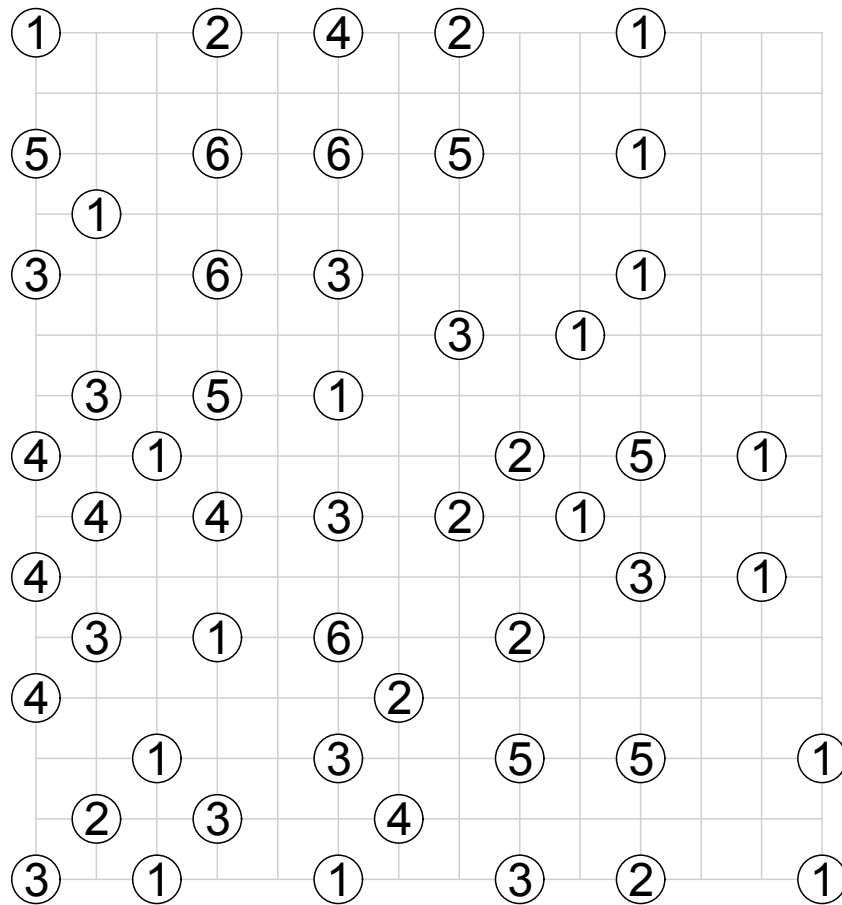 1 2 4 2 1
5 6 6 5 1
1
3 6 3 1
3 1
3 5 1
4 1 2 5 1
4 4 3 2 1
4 3 1
3 1 6 2
4 2
1 3 5 5 1
2 3 4
3 1 1 3 2 1